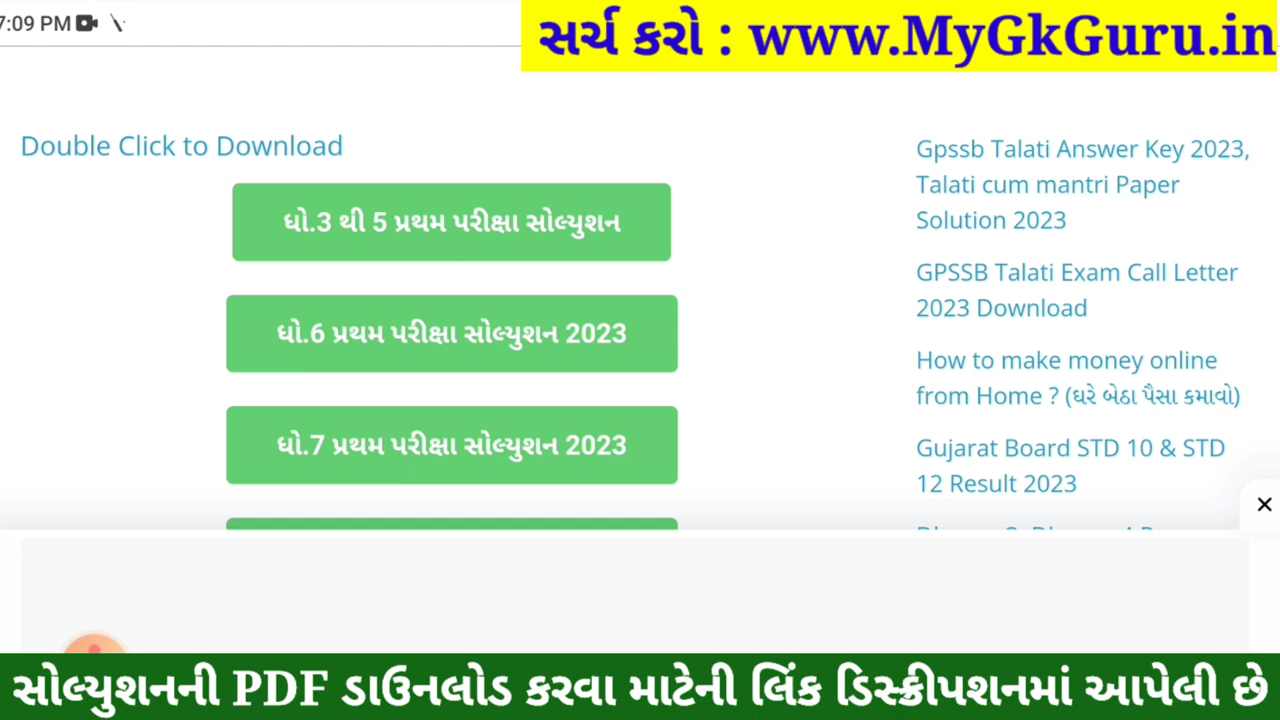 7:09 PM
સર્ચ કરો : www.MyGkGuru.in
Double Click to Download
ધો.3 થી 5 પ્રથમ પરીક્ષા સોલ્યુશન
ધો.6 પ્રથમ પરીક્ષા સોલ્યુશન 2023
ધો.7 પ્રથમ પરીક્ષા સોલ્યુશન 2023
Gpssb Talati Answer Key 2023,
Talati cum mantri Paper
Solution 2023
GPSSB Talati Exam Call Letter
2023 Download
How to make money online
from Home ? (ઘરે બેઠા પૈસા કમાવો)
Gujarat Board STD 10 & STD
12 Result 2023
સોલ્યુશનની PDF ડાઉનલોડ કરવા માટેની લિંક ડિસ્ક્રીપશનમાં આપેલી છે